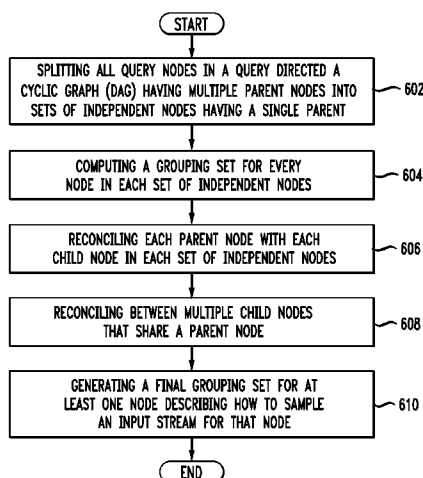 START
SPLITTING ALL QUERY NODES IN A QUERY DIRECTED A
CYCLIC GRAPH (DAG) HAVING MULTIPLE PARENT NODES INTO
SETS OF INDEPENDENT NODES HAVING A SINGLE PARENT
602
COMPUTING A GROUPING SET FOR EVERY
NODE IN EACH SET OF INDEPENDENT NODES
604
RECONCILING EACH PARENT NODE WITH EACH
CHILD NODE IN EACH SET OF INDEPENDENT NODES
606
RECONCILING BETWEEN MULTIPLE CHILD NODES
THAT SHARE A PARENT NODE
608
GENERATING A FINAL GROUPING SET FOR AT
LEAST ONE NODE DESCRIBING HOW TO SAMPLE
AN INPUT STREAM FOR THAT NODE
610
END